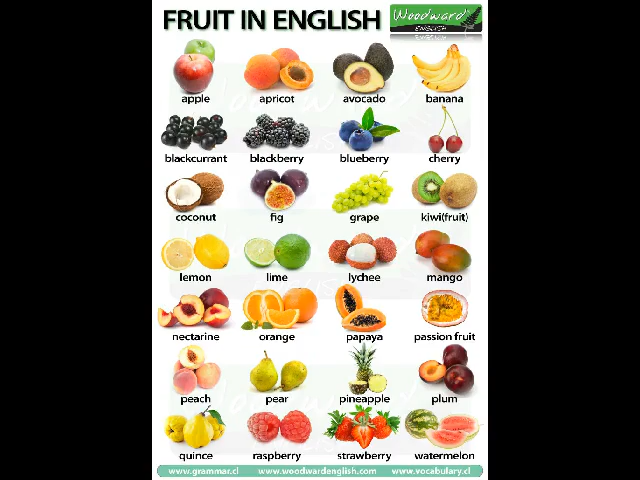 FRUIT IN ENGLISH
Woodward
ENGLISH
apple apricot avocado banana
blackcurrant blackberry blueberry cherry
coconut fig grape kiwi(fruit)
lemon lime lychee mango
nectarine orange papaya passion fruit
peach pear pineapple plum
quince raspberry strawberry watermelon
www.grammar.cl www.woodwardenglish.com www.vocabulary.cl